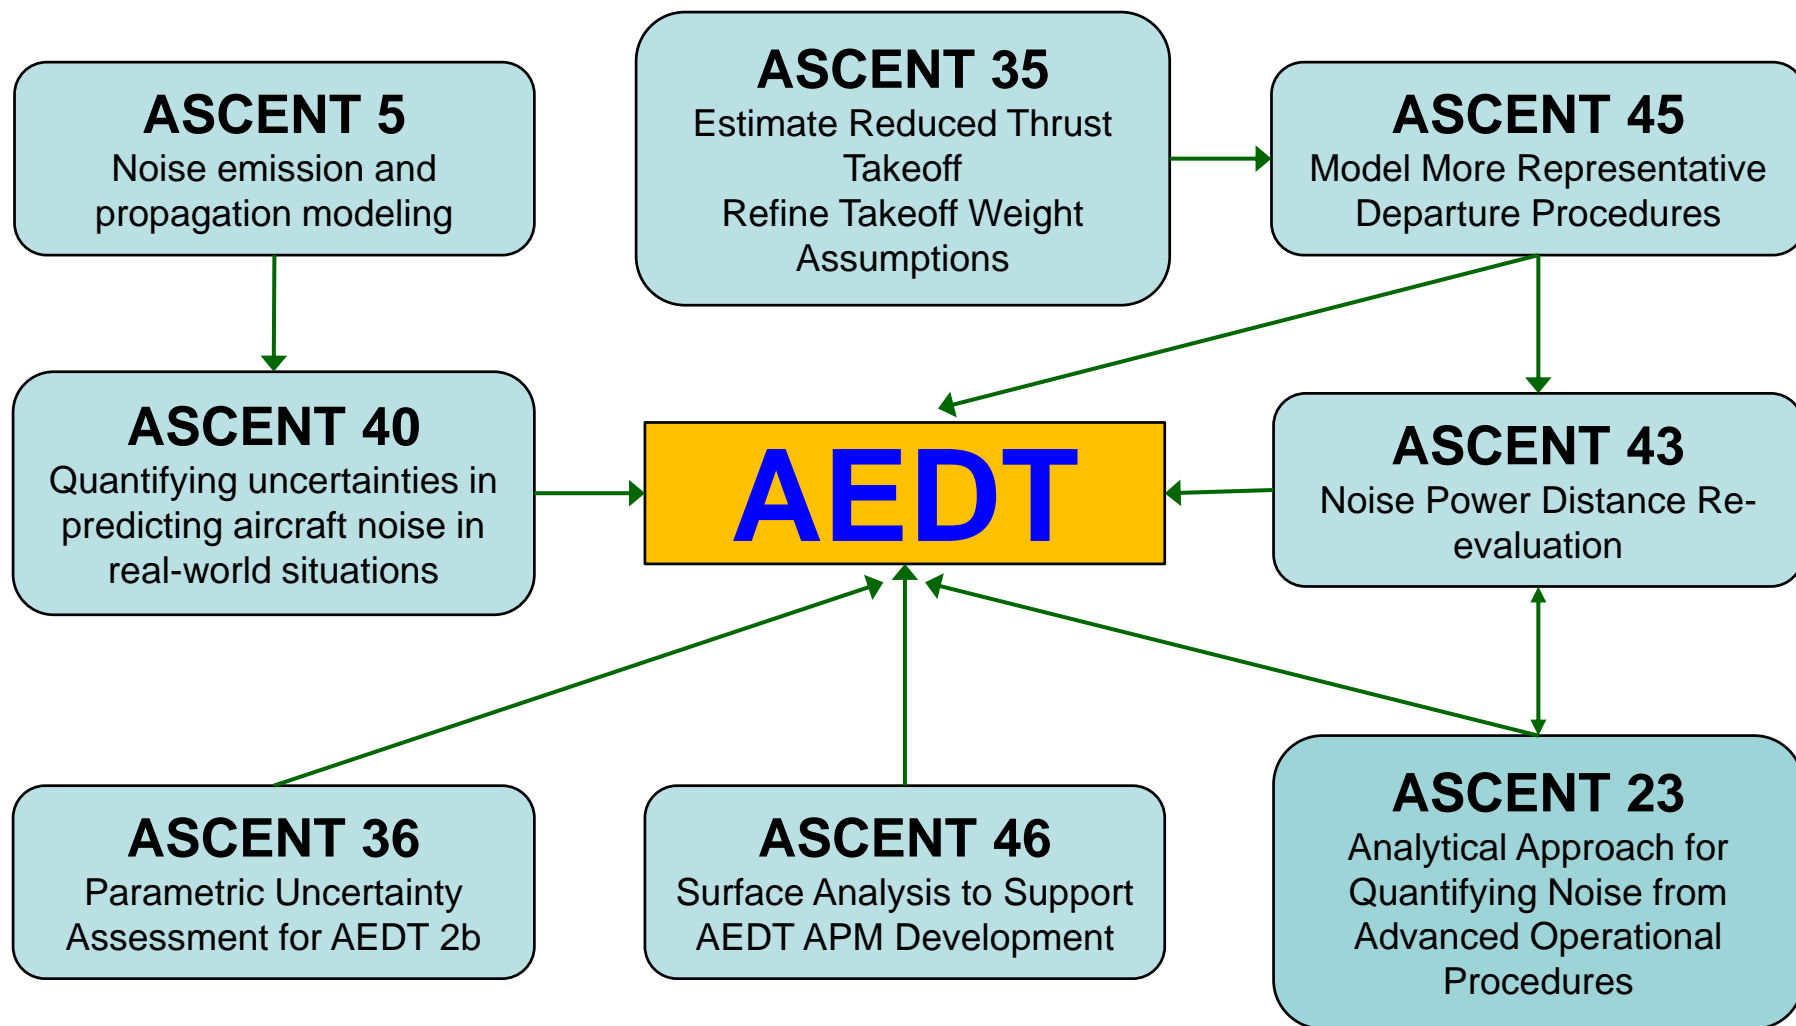 ASCENT 5
Noise emission and
propagation modeling
ASCENT 35
Estimate Reduced Thrust
Takeoff
Refine Takeoff Weight
Assumptions
ASCENT 45
Model More Representative
Departure Procedures
ASCENT 40
Quantifying uncertainties in
predicting aircraft noise in
real-world situations
AEDT
ASCENT 43
Noise Power Distance Re-
evaluation
ASCENT 36
Parametric Uncertainty
Assessment for AEDT 2b
ASCENT 46
Surface Analysis to Support
AEDT APM Development
ASCENT 23
Analytical Approach for
Quantifying Noise from
Advanced Operational
Procedures